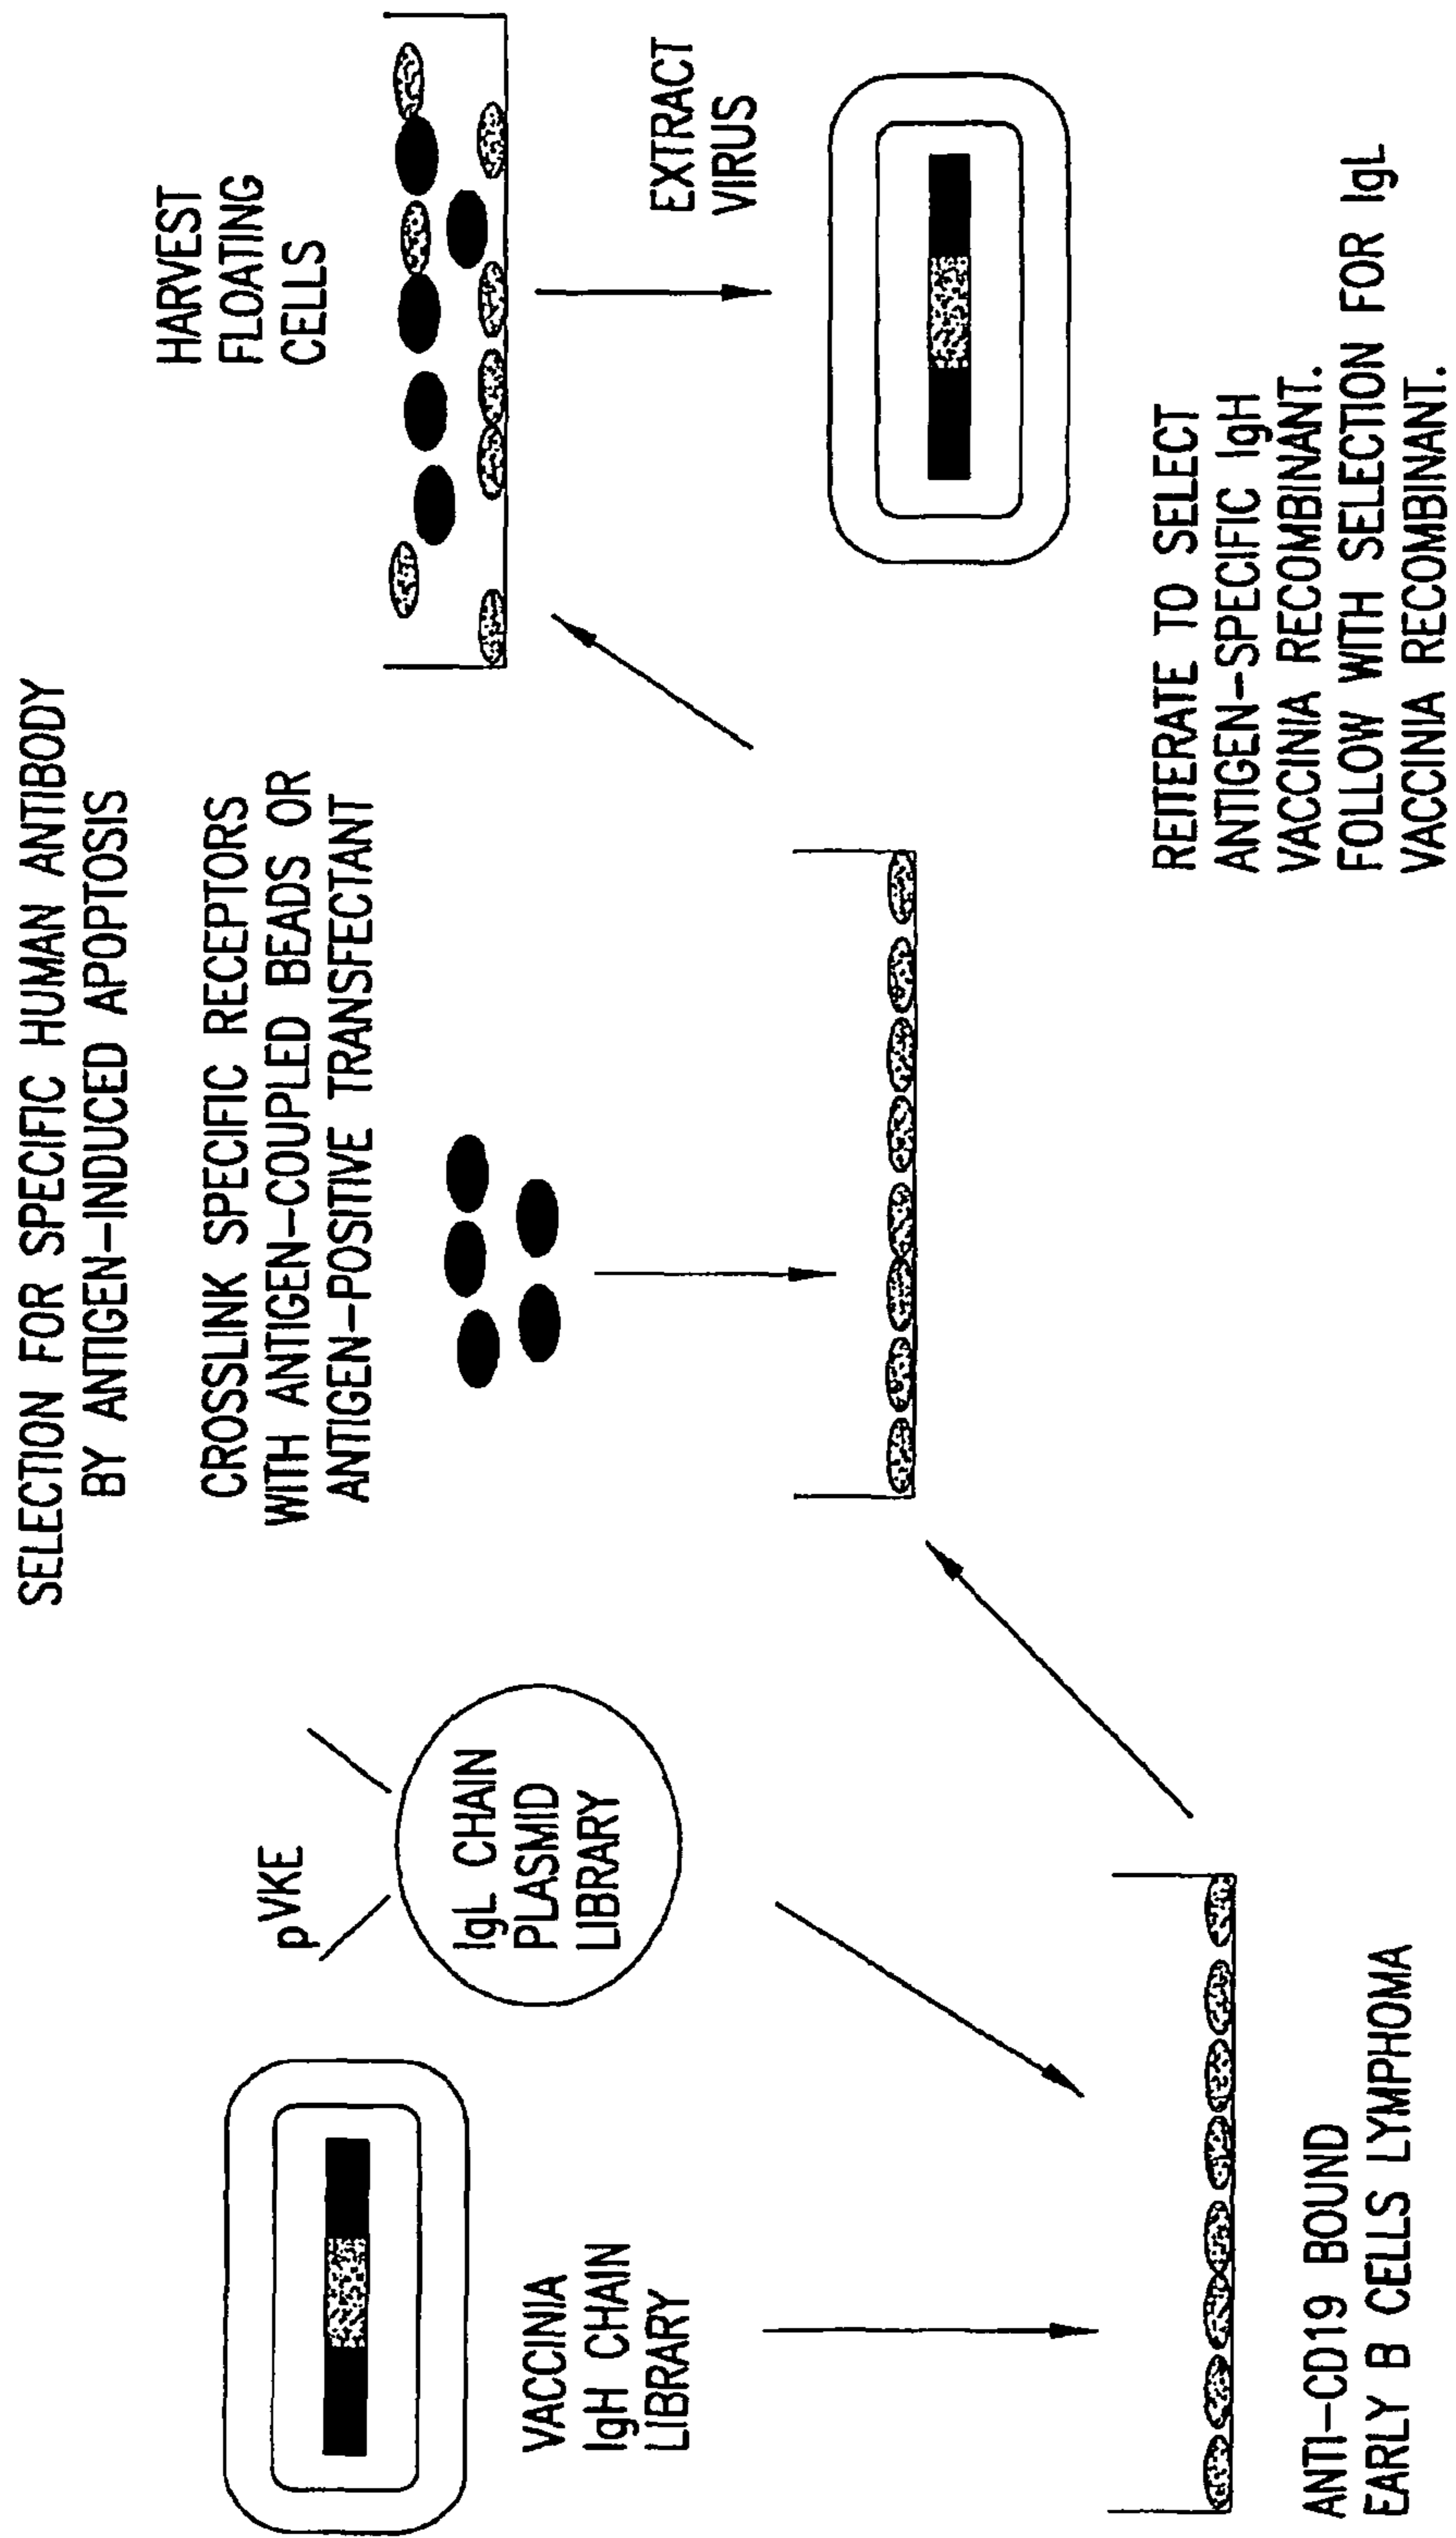 SELECTION FOR SPECIFIC HUMAN ANTIBODY
BY ANTIGEN-INDUCED APOPTOSIS
pVKE
IgL CHAIN
PLASMID
LIBRARY
VACCINIA
IgH CHAIN
LIBRARY
ANTI-CD19 BOUND
EARLY B CELLS LYMPHOMA
CROSSLINK SPECIFIC RECEPTORS
WITH ANTIGEN-COUPLED BEADS OR
ANTIGEN-POSITIVE TRANSFECTANT
HARVEST
FLOATING
CELLS
EXTRACT
VIRUS
REITERATE TO SELECT
ANTIGEN-SPECIFIC IgH
VACCINIA RECOMBINANT.
FOLLOW WITH SELECTION FOR IgL
VACCINIA RECOMBINANT.